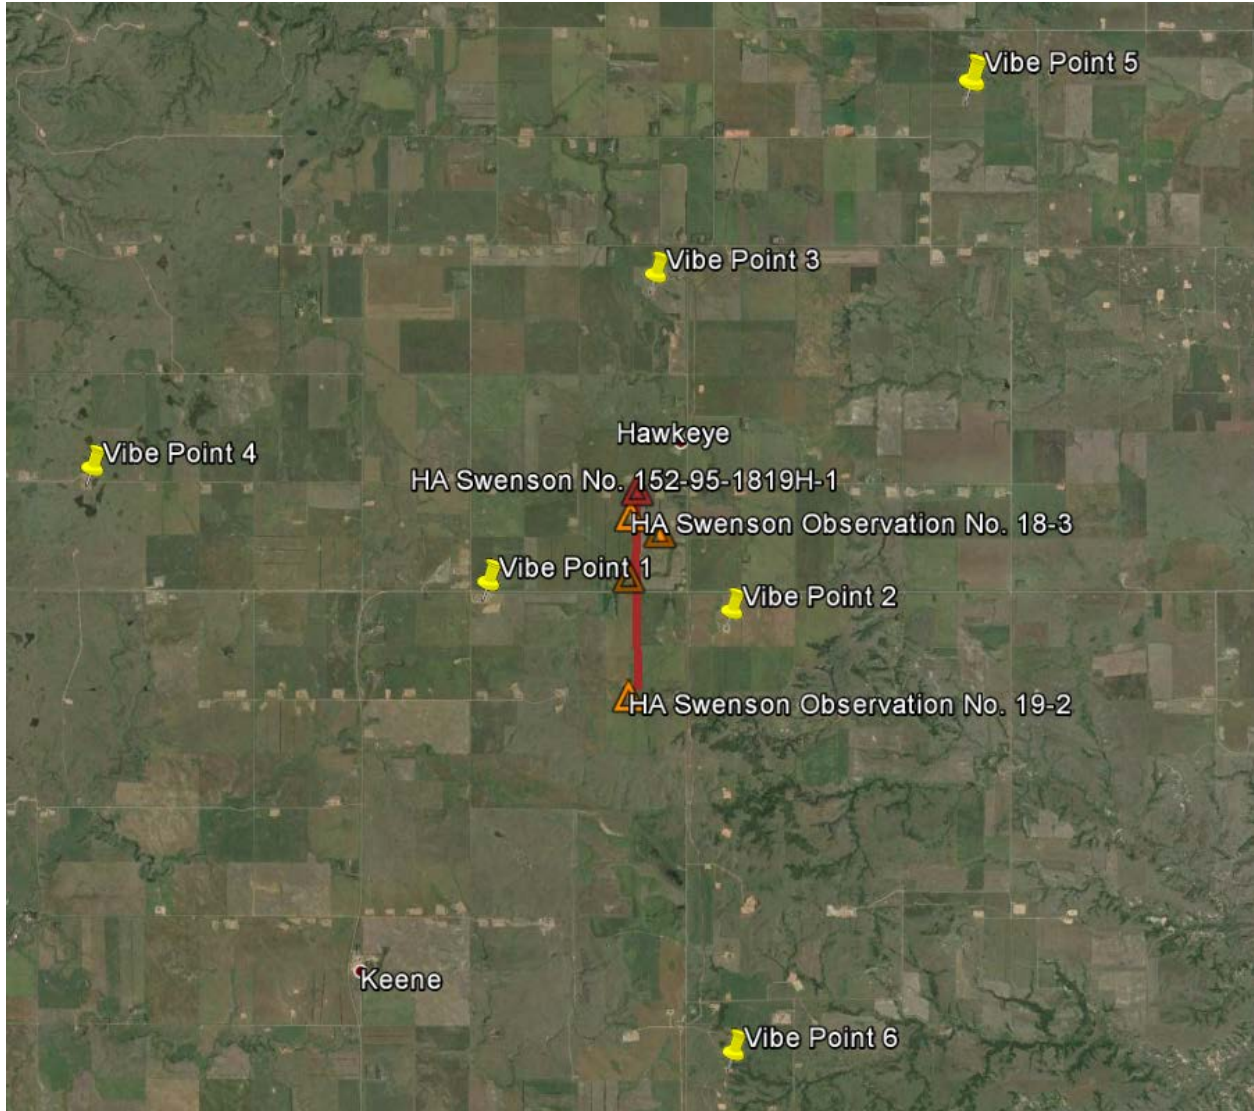 Vibe Point 5
Vibe Point 3
Hawkeye
Vibe Point 4
HA Swenson No. 152-95-1819H-1
HA Swenson Observation No. 18-3
Vibe Point 1
Vibe Point 2
HA Swenson Observation No. 19-2
Keene
Vibe Point 6